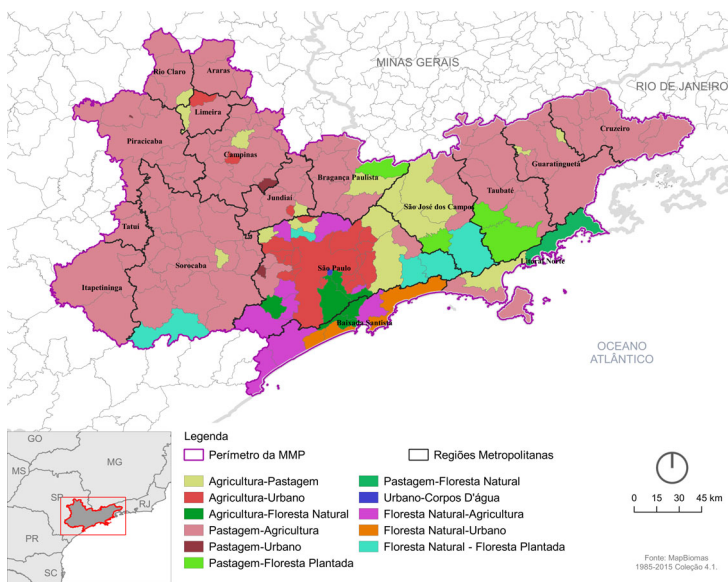 MINAS GERAIS
RIO DE JANEIRO
Rio Claro
Araras
Limeira
Piracicaba
Campinas
Cruzeiro
Guaratinguetá
Bragança Paulista
Taubaté
Jundiaí
São José dos Campos
Tatuí
Sorocaba
São Paulo
Litoral Norte
Itapetininga
Baixada Santista
OCEANO
ATLÂNTICO
GO
MG
MS
SP
RJ
PR
SC
Legenda
Perímetro da MMP
Regiões Metropolitanas
Agricultura-Pastagem
Agricultura-Urbano
Agricultura-Floresta Natural
Pastagem-Agricultura
Pastagem-Urbano
Pastagem-Floresta Plantada
Pastagem-Floresta Natural
Urbano-Corpos D'água
Floresta Natural-Agricultura
Floresta Natural-Urbano
Floresta Natural - Floresta Plantada
0 15 30 45 km
Fonte: MapBiomas
1985-2015 Coleção 4.1.